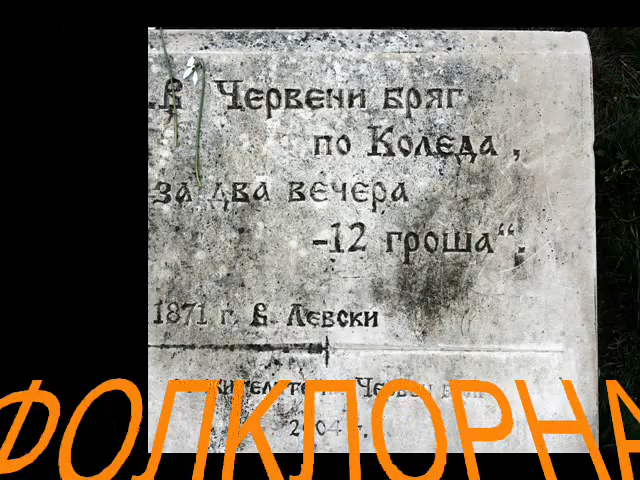 .В Червени бряг
по Коледа,
за два вечера
-12 гроша“.
1871 г. В. Левски
2004 г.
ФОЛКЛОРНА